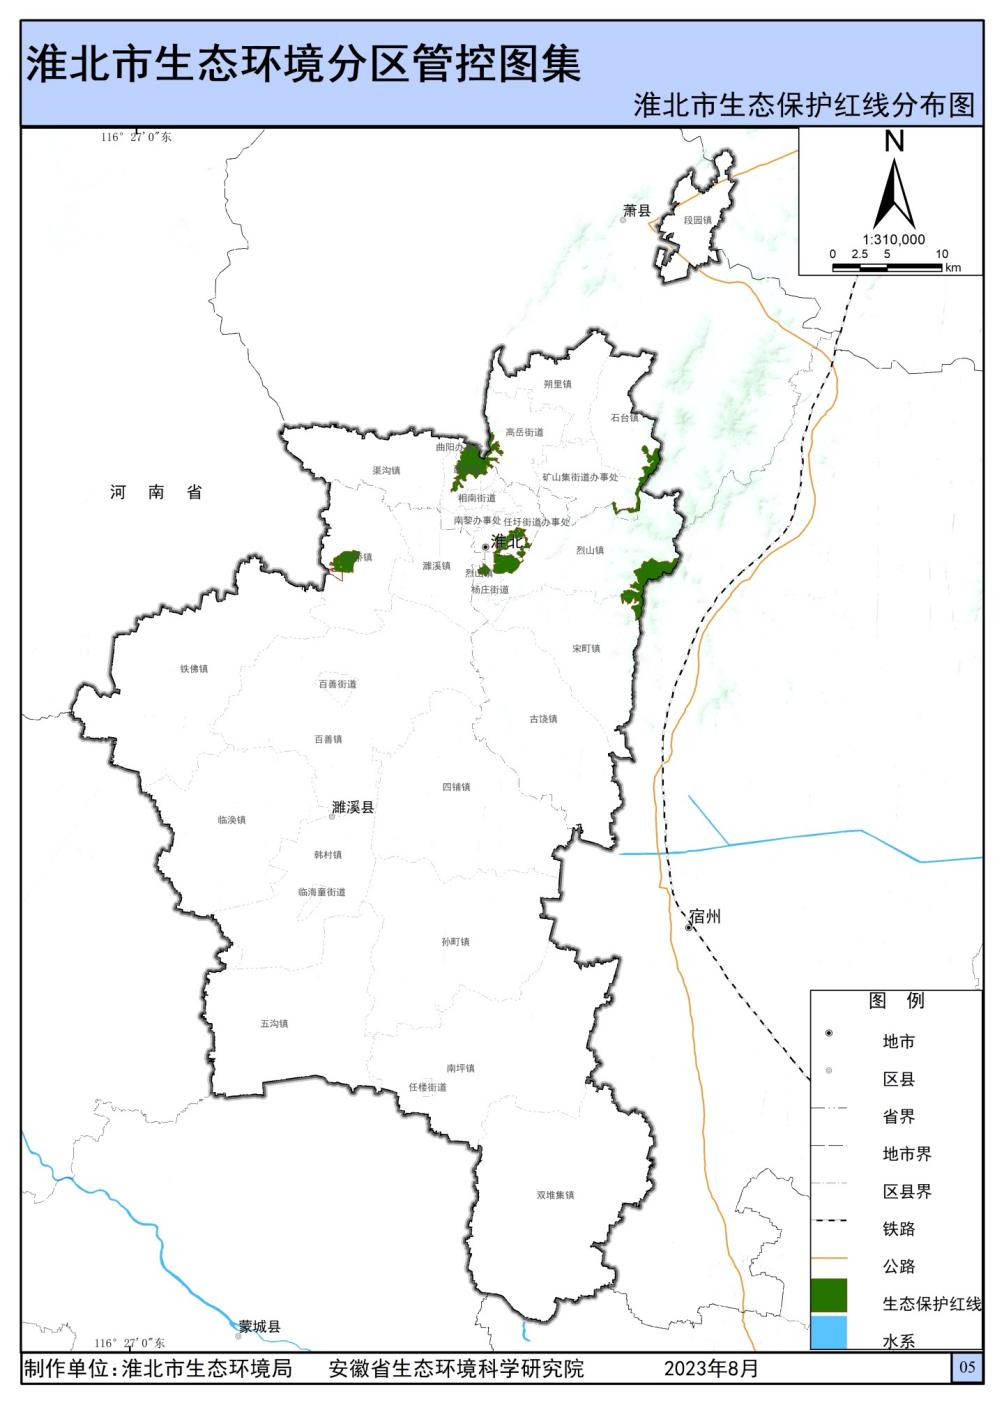 淮北市生态环境分区管控图集
淮北市生态保护红线分布图
116° 27′0″东
N
1:310,000
0 2.5 5 10
km
萧县
段园镇
朔里镇
石台镇
高岳街道
曲阳办
渠沟镇
矿山集街道办事处
相南街道
河 南 省
南黎办事处
任圩街道办事处
淮北
烈山镇
桥镇
濉溪镇
烈山镇
杨庄街道
宋町镇
铁佛镇
百善街道
古饶镇
百善镇
四铺镇
濉溪县
临涣镇
韩村镇
临海童街道
宿州
孙町镇
五沟镇
南坪镇
任楼街道
双堆集镇
蒙城县
116° 27′0″东
图 例
地市
区县
省界
地市界
区县界
铁路
公路
生态保护红线
水系
制作单位:淮北市生态环境局 安徽省生态环境科学研究院 2023年8月
05